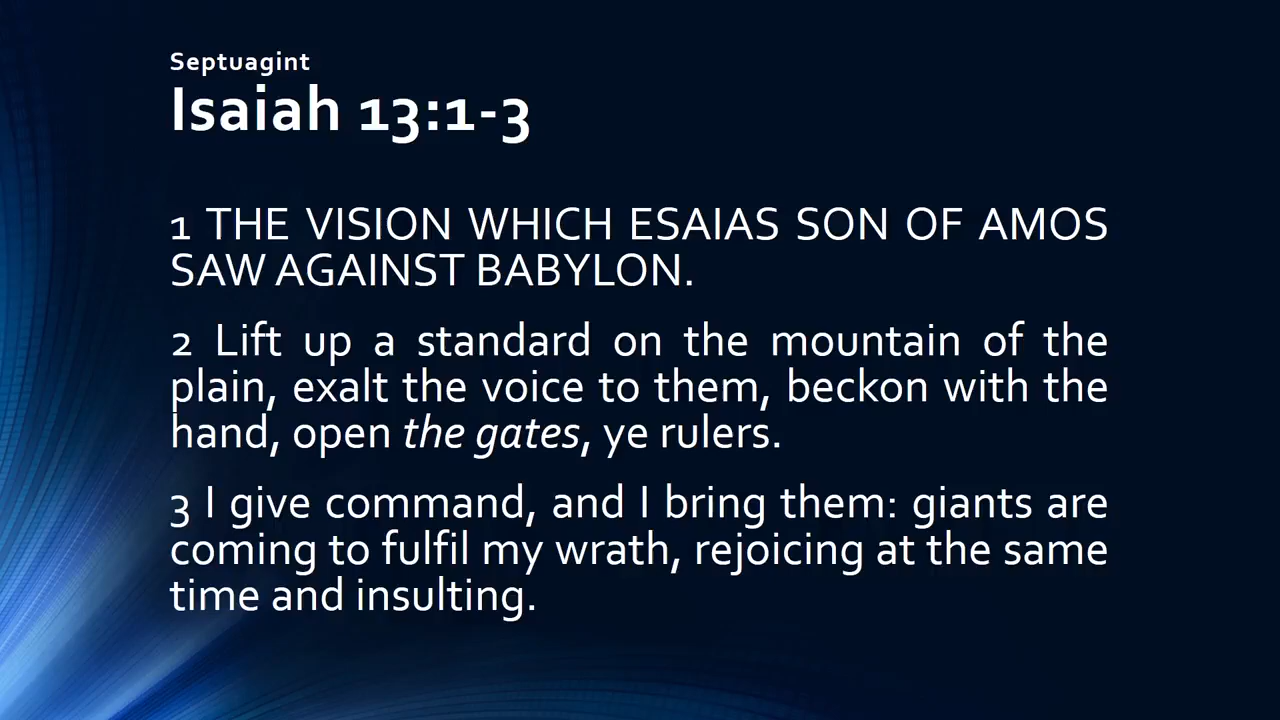 Septuagint
Isaiah 13:1-3
1 THE VISION WHICH ESAIAS SON OF AMOS
SAW AGAINST BABYLON.
2 Lift up a standard on the mountain of the
plain, exalt the voice to them, beckon with the
hand, open the gates, ye rulers.
3 I give command, and I bring them: giants are
coming to fulfil my wrath, rejoicing at the same
time and insulting.